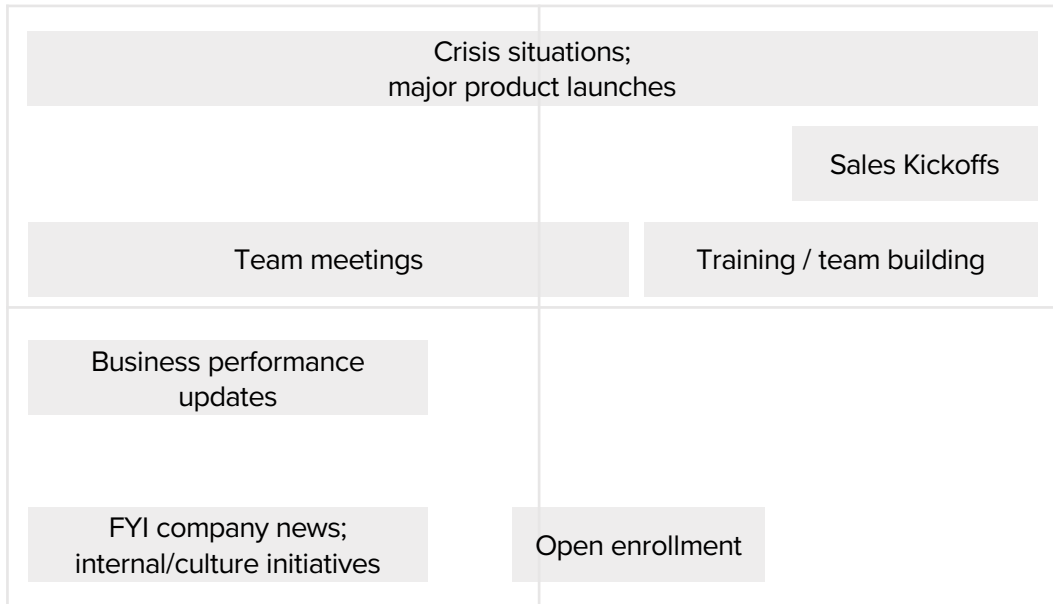 Crisis situations;
major product launches
Sales Kickoffs
Team meetings
Training / team building
Business performance
updates
FYI company news;
internal/culture initiatives
Open enrollment